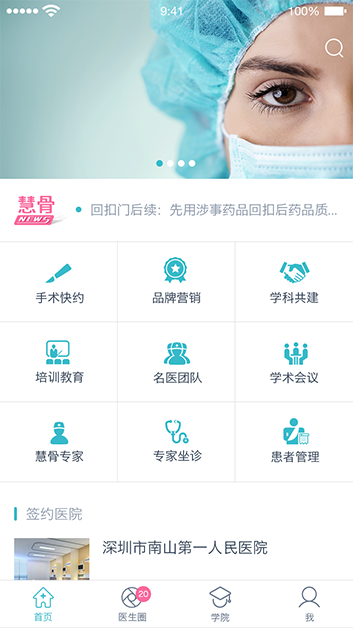 9:41
100%
慧骨
NEWS
回扣门后续：先用涉事药品回扣后药品质...
手术快约
品牌营销
学科共建
培训教育
名医团队
学术会议
慧骨专家
专家坐诊
患者管理
签约医院
深圳市南山第一人民医院
20
首页
医生圈
学院
我